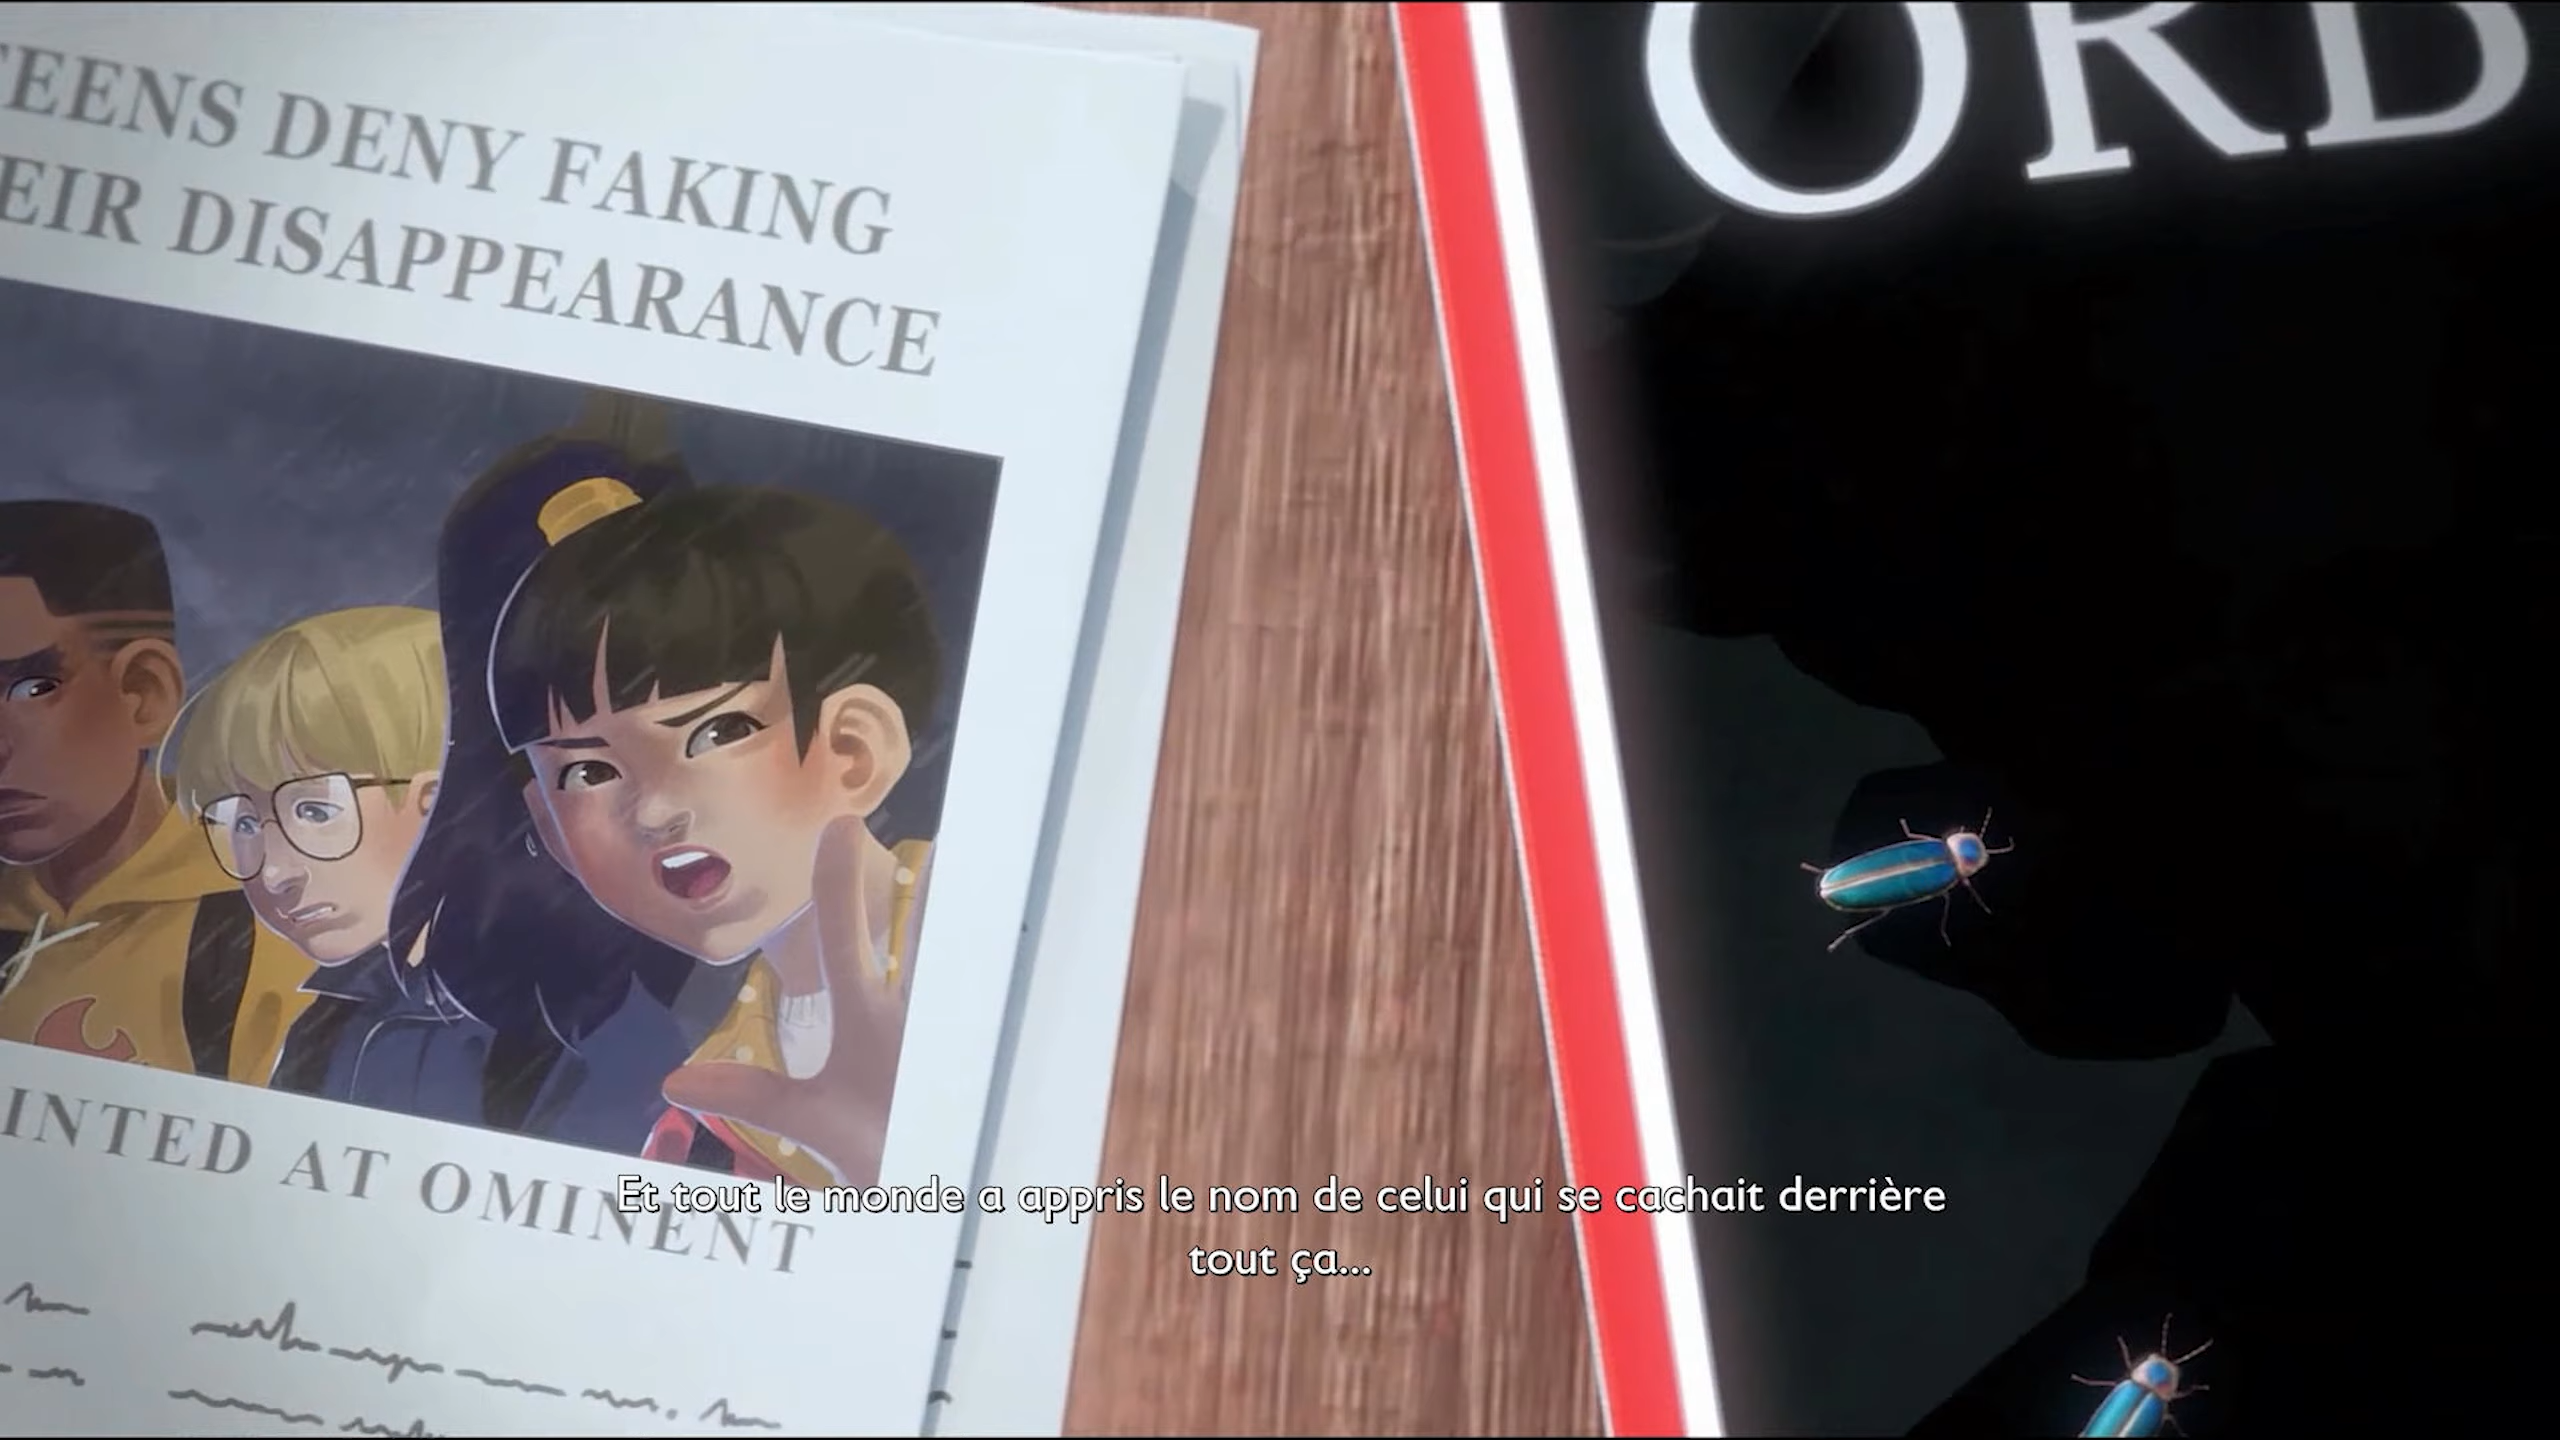 TEENS DENY FAKING
EIR DISAPPEARANCE
INTED AT OMINENT
ORB
Et tout le monde a appris le nom de celui qui se cachait derrière
tout ça...